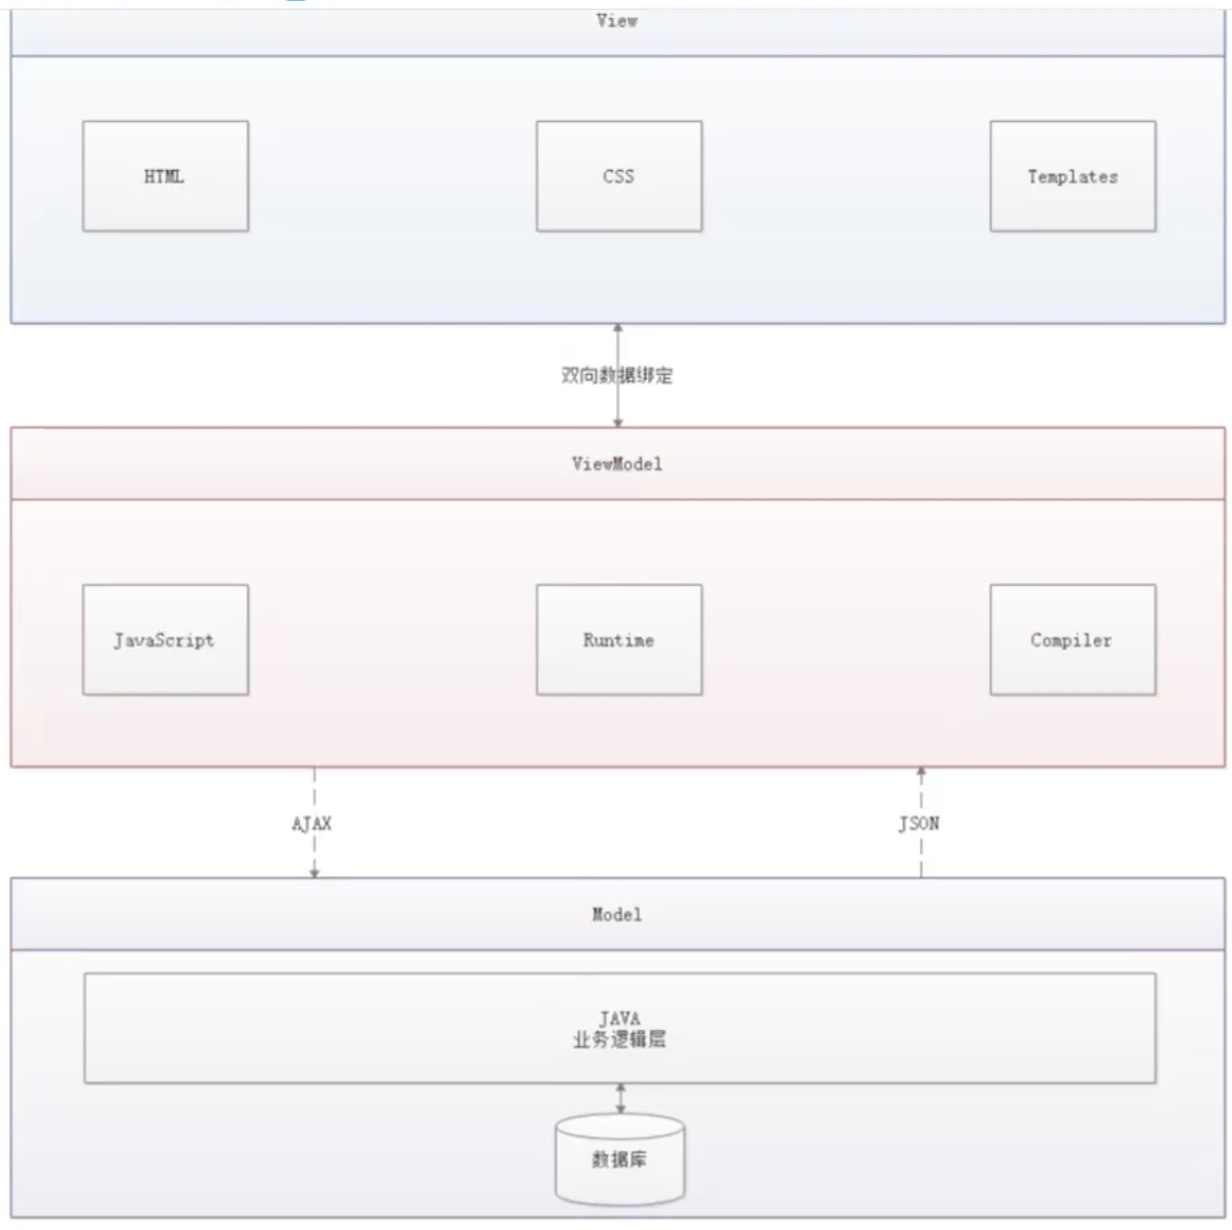 View
HTML
CSS
Templates
双向数据绑定
ViewModel
JavaScript
Runtime
Compiler
AJAX
JSON
Model
JAVA
业务逻辑层
数据库